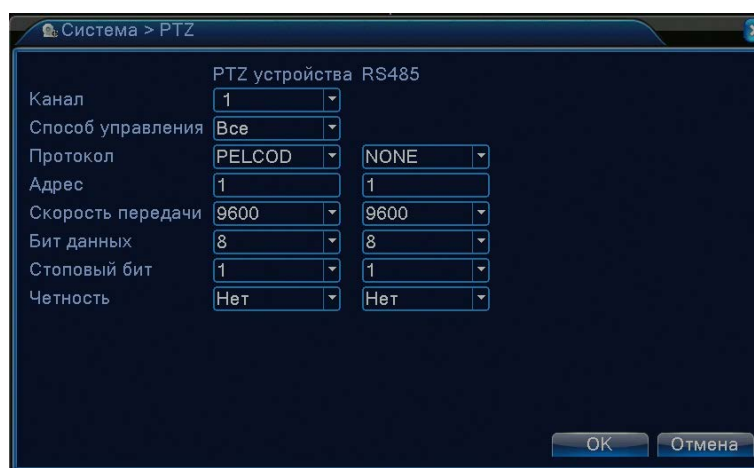 Система > PTZ
PTZ устройства RS485
Канал 1
Способ управления Все
Протокол PELCOD NONE
Адрес 1 1
Скорость передачи 9600 9600
Бит данных 8 8
Стоповый бит 1 1
Четность Нет Нет
OK Отмена